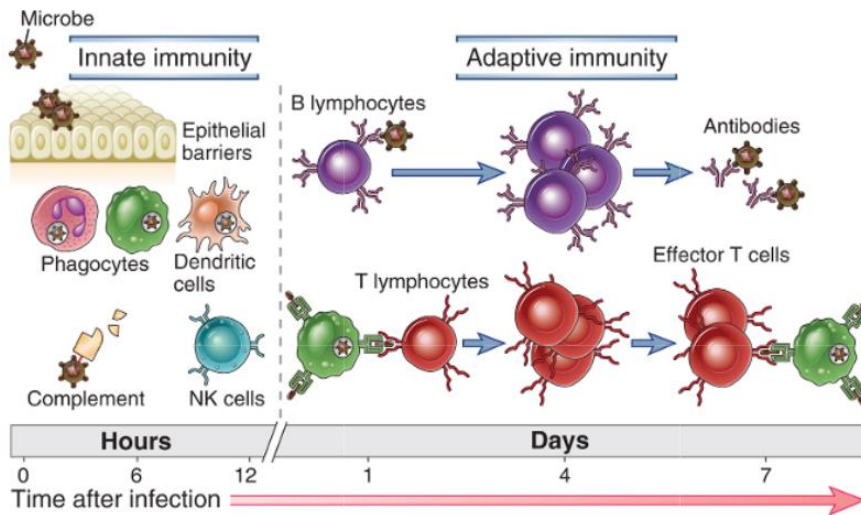 Microbe
Innate immunity
Adaptive immunity
Epithelial
barriers
B lymphocytes
Antibodies
Phagocytes
Dendritic
cells
T lymphocytes
Effector T cells
Complement
NK cells
Hours
Days
0 6 12 1 4 7
Time after infection